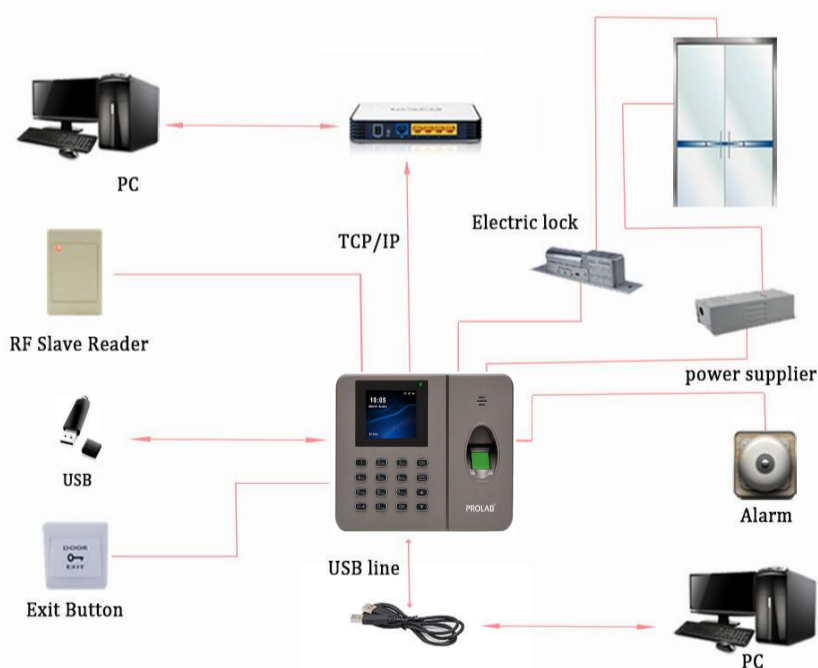 PC
TCP/IP
Electric lock
RF Slave Reader
power supplier
10:05
USB
PROLAB
Alarm
DOOR
EXIT
USB line
Exit Button
PC